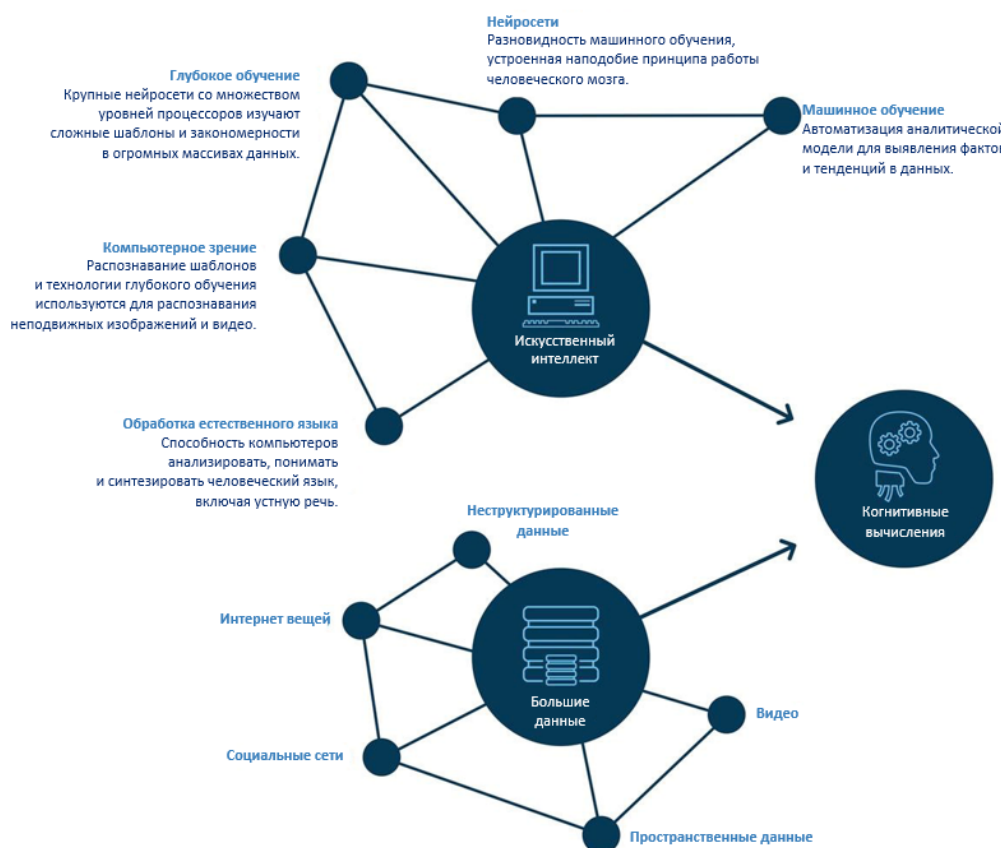 Нейросети
Разновидность машинного обучения,
устроенная наподобие принципа работы
человеческого мозга.
Глубокое обучение
Крупные нейросети со множеством
уровней процессоров изучают
сложные шаблоны и закономерности
в огромных массивах данных.
Машинное обучение
Автоматизация аналитической
модели для выявления
и тенденций в данных.
Компьютерное зрение
Распознавание шаблонов
и технологии глубокого обучения
используются для распознавания
неподвижных изображений и видео.
Искусственный
интеллект
Обработка естественного языка
Способность компьютеров
анализировать, понимать
и синтезировать человеческий язык,
включая устную речь.
Когнитивные
вычисления
Неструктурированные
данные
Интернет вещей
Большие
данные
Видео
Социальные сети
Пространственные данные